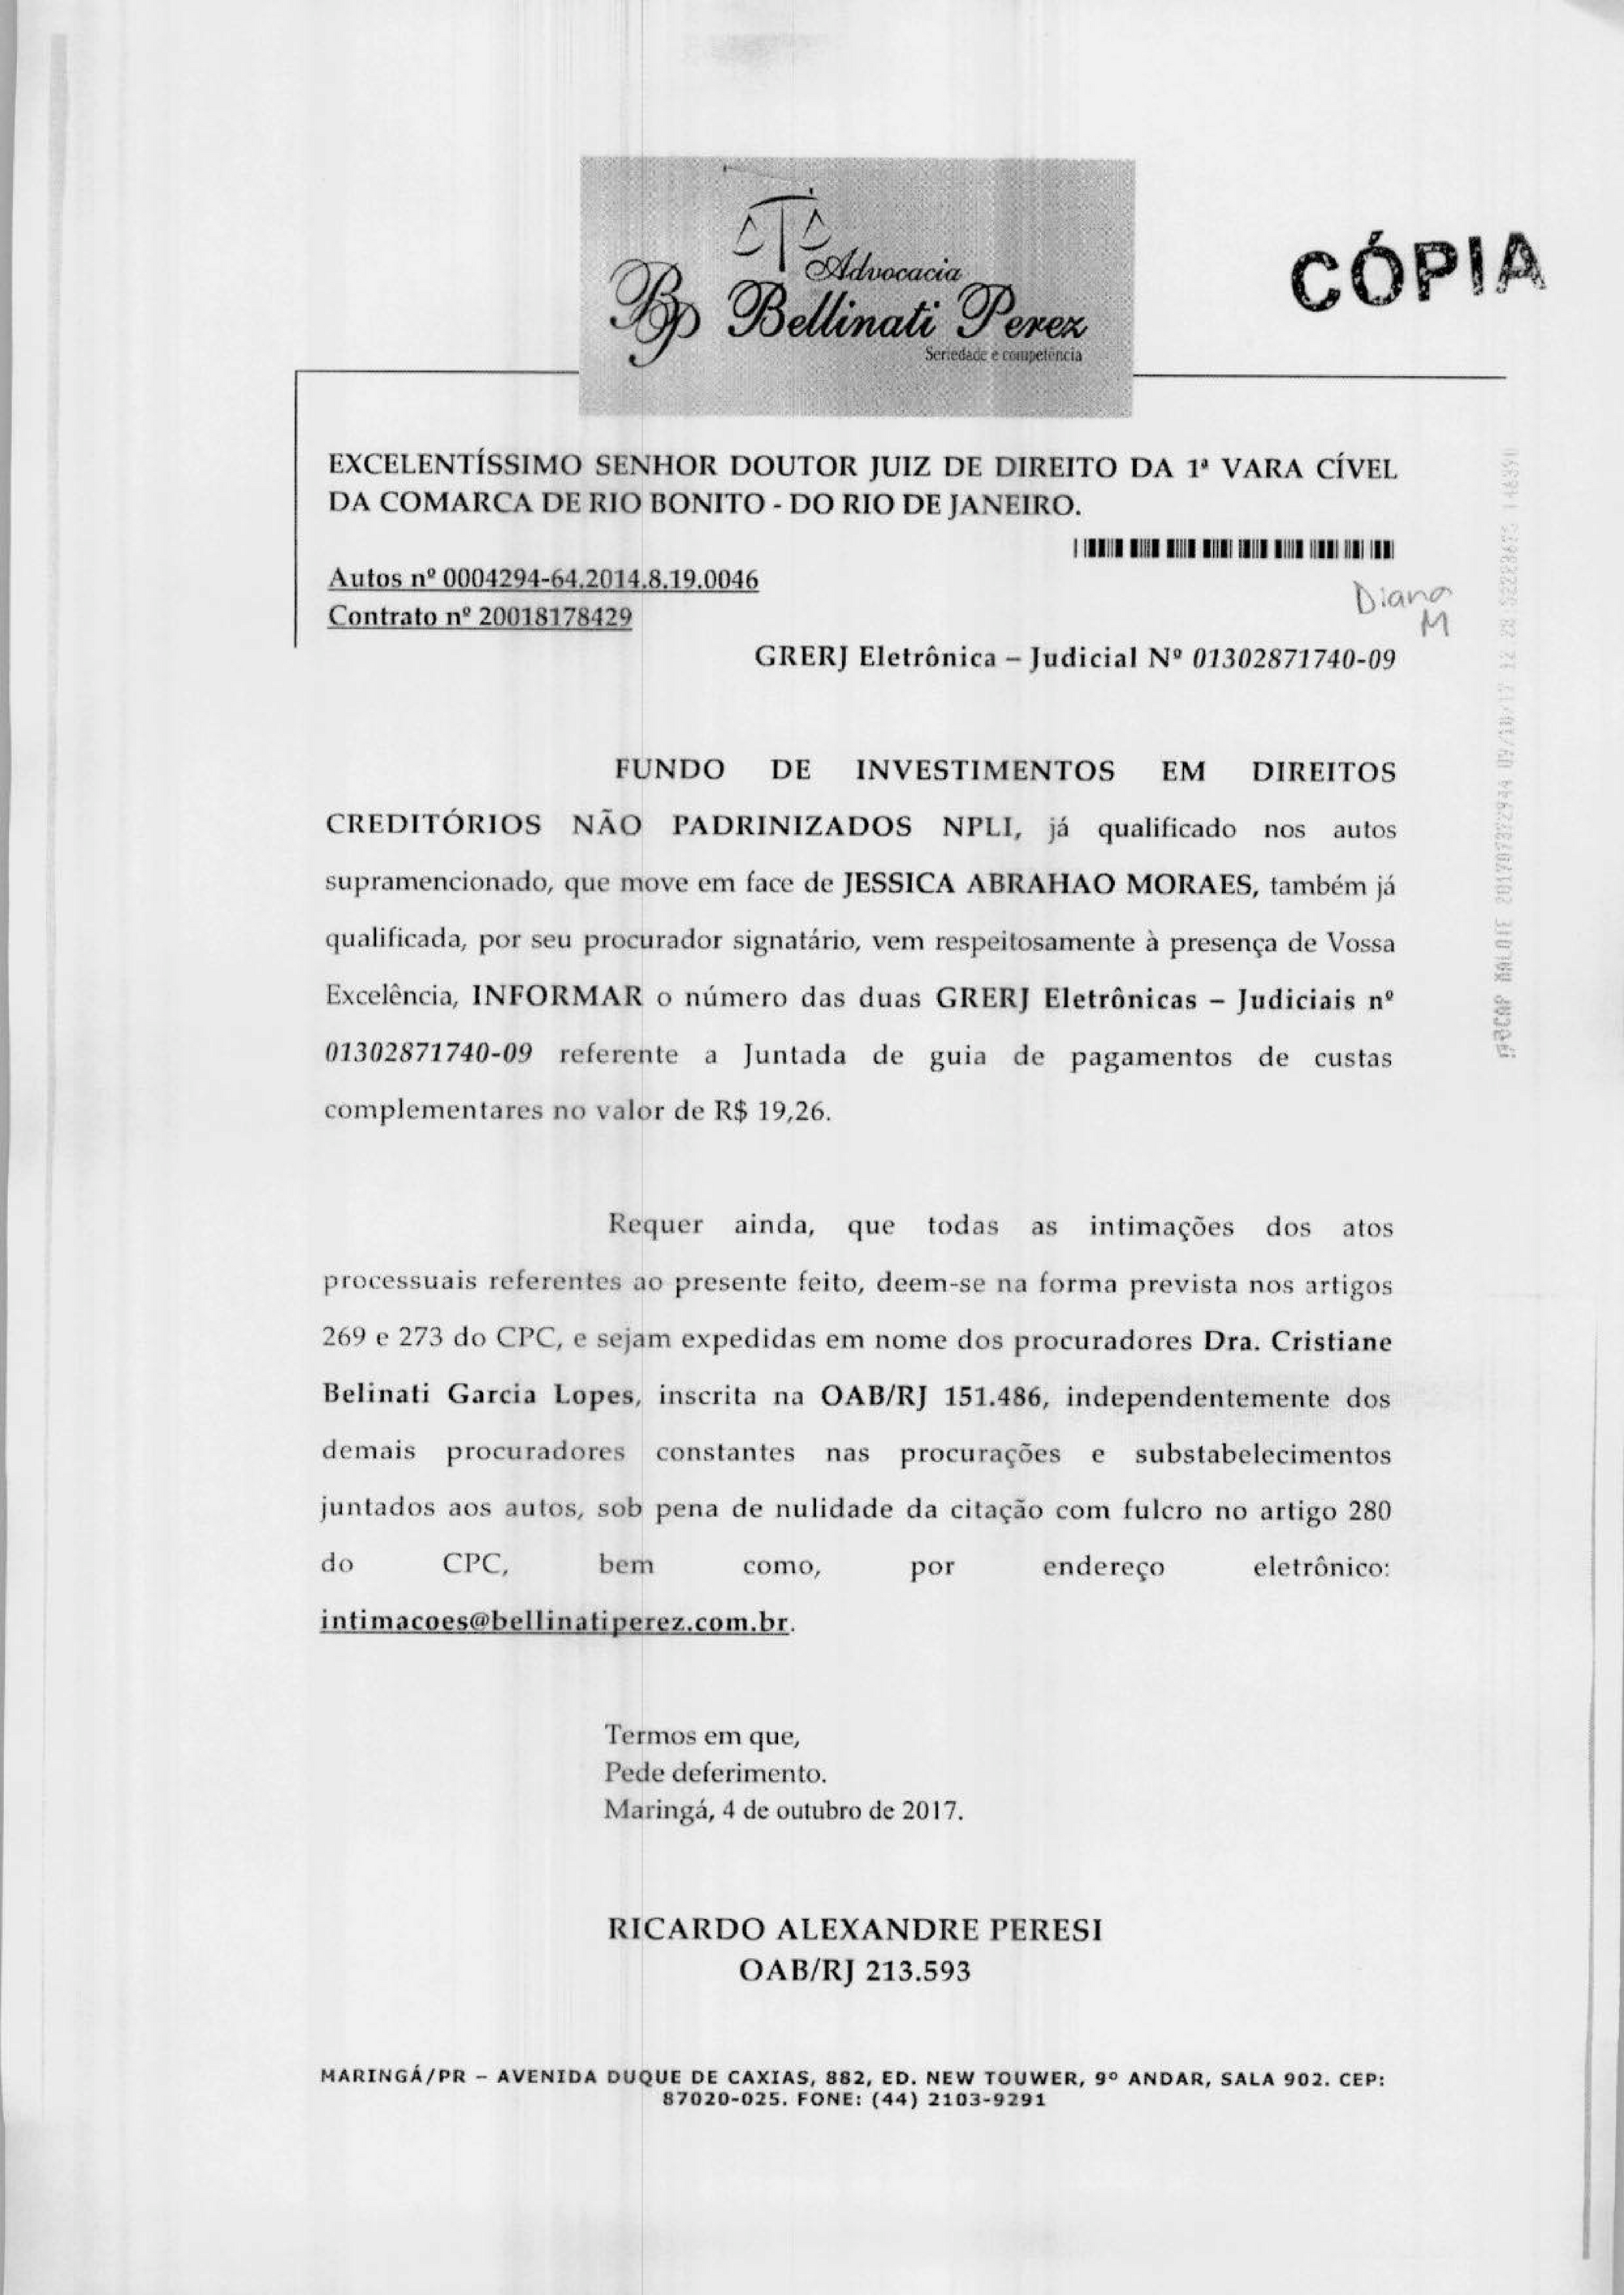 Advocacia
CÓPIA
BP Bellinati Perez
Seriedade e competência
EXCELENTÍSSIMO SENHOR DOUTOR JUIZ DE DIREITO DA 1ª VARA CÍVEL
DA COMARCA DE RIO BONITO - DO RIO DE JANEIRO.
Autos nº 0004294-64.2014.8.19.0046
Diana
Contrato nº 20018178429
M
GRERJ Eletrônica – Judicial Nº 01302871740-09
FUNDO DE INVESTIMENTOS EM DIREITOS
CREDITÓRIOS NÃO PADRINIZADOS NPLI, já qualificado nos autos
supramencionado, que move em face de JESSICA ABRAHAO MORAES, também já
qualificada, por seu procurador signatário, vem respeitosamente à presença de Vossa
Excelência, INFORMAR o número das duas GRERJ Eletrônicas – Judiciais nº
01302871740-09 referente a Juntada de guia de pagamentos de custas
complementares no valor de R$ 19,26.
Requer ainda, que todas as intimações dos atos
processuais referentes ao presente feito, deem-se na forma prevista nos artigos
269 e 273 do CPC, e sejam expedidas em nome dos procuradores Dra. Cristiane
Belinati Garcia Lopes, inscrita na OAB/RJ 151.486, independentemente dos
demais procuradores constantes nas procurações e substabelecimentos
juntados aos autos, sob pena de nulidade da citação com fulcro no artigo 280
do CPC, bem como, por endereço eletrônico:
intimacoes@bellinatiperez.com.br.
Termos em que,
Pede deferimento.
Maringá, 4 de outubro de 2017.
RICARDO ALEXANDRE PERESI
OAB/RJ 213.593
MARINGÁ/PR – AVENIDA DUQUE DE CAXIAS, 882, ED. NEW TOUWER, 9º ANDAR, SALA 902. CEP:
87020-025. FONE: (44) 2103-9291